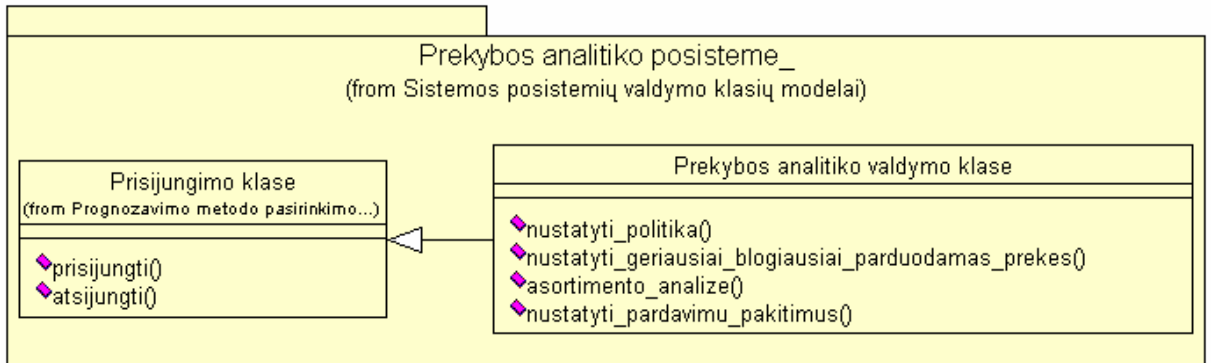 Prekybos analitiko posisteme_
(from Sistemos posistemių valdymo klasių modelai)
Prisijungimo klase
(from Prognozavimo metodo pasirinkimo...)
prisijungti()
atsijungti()
Prekybos analitiko valdymo klase
nustatyti_politika()
nustatyti_geriausiai_blogiausiai_parduodamas_prekes()
asortimento_analize()
nustatyti_pardavimu_pakitimus()